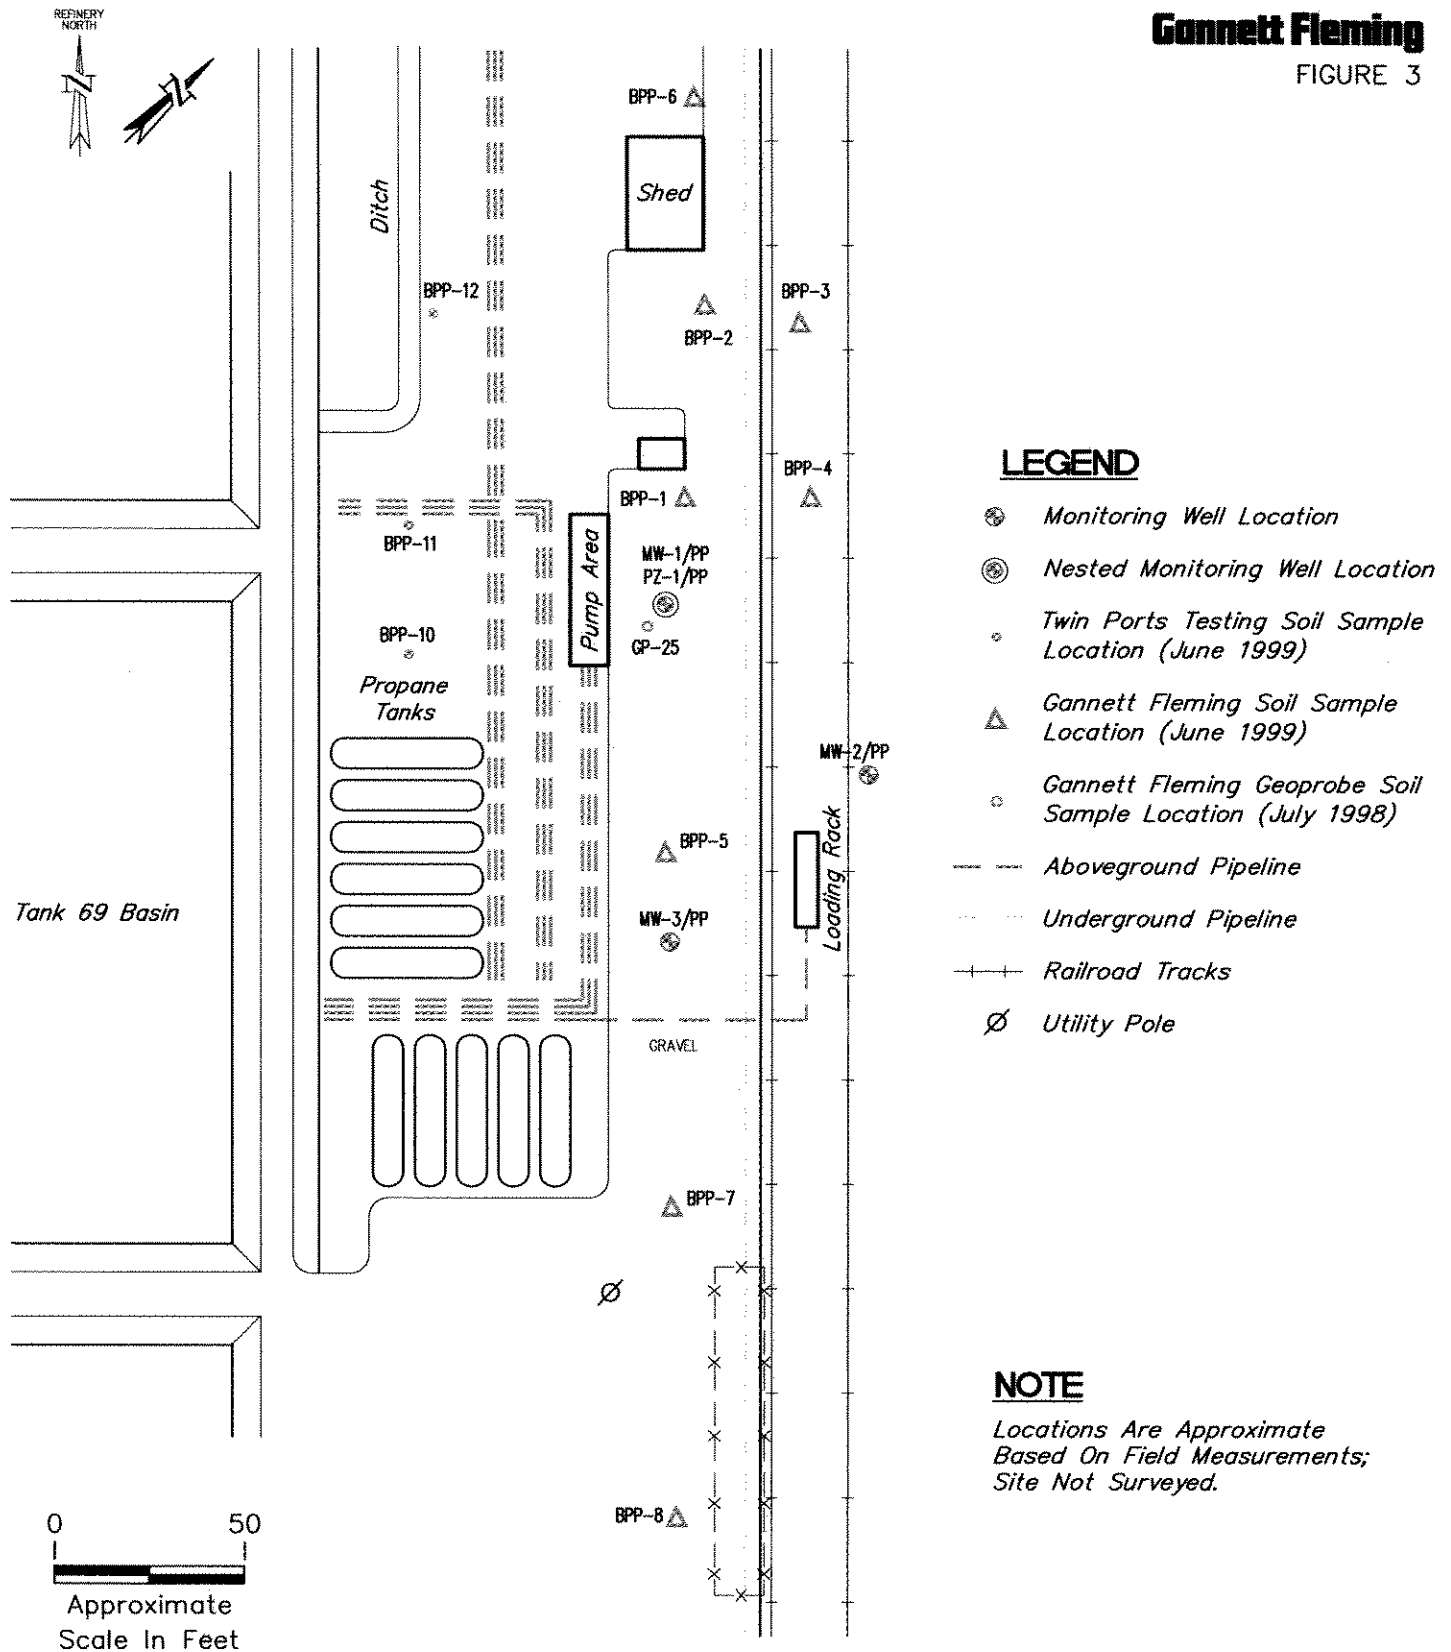 REFINERY
NORTH
N
N
Gannett Fleming
FIGURE 3
BPP-6
Shed
Ditch
BPP-12
BPP-3
BPP-2
LEGEND
BPP-4
BPP-1
Monitoring Well Location
BPP-11
Pump Area
MW-1/PP
PZ-1/PP
Nested Monitoring Well Location
BPP-10
GP-25
Twin Ports Testing Soil Sample
Location (June 1999)
Propane
Tanks
Gannett Fleming Soil Sample
Location (June 1999)
MW-2/PP
Gannett Fleming Geoprobe Soil
Sample Location (July 1998)
BPP-5
Loading Rack
Aboveground Pipeline
Tank 69 Basin
MW-3/PP
Underground Pipeline
Railroad Tracks
Utility Pole
GRAVEL
BPP-7
NOTE
Locations Are Approximate
Based On Field Measurements;
Site Not Surveyed.
BPP-8
0 50
Approximate
Scale In Feet